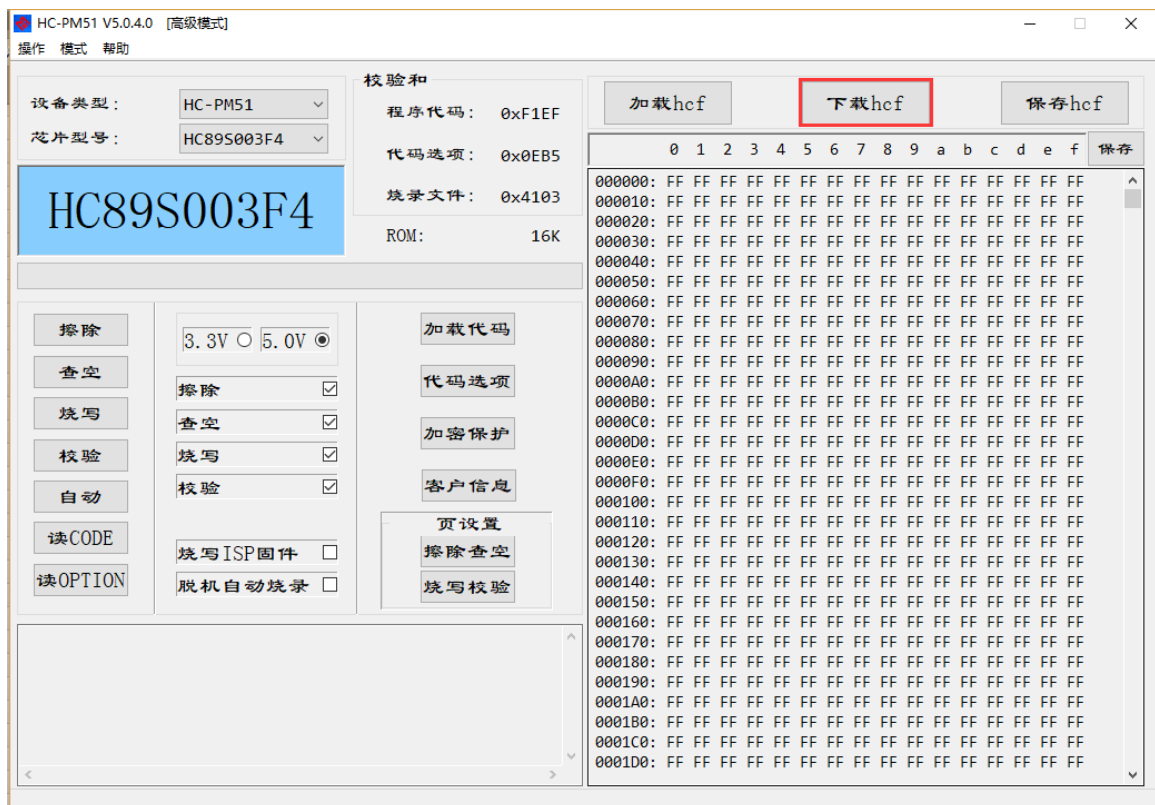 HC-PM51 V5.0.4.0 [高级模式]
操作 模式 帮助
设备类型: HC-PM51
芯片型号: HC89S003F4
HC89S003F4
校验和
程序代码: 0xF1EF
代码选项: 0x0EB5
烧录文件: 0x4103
ROM: 16K
加载hcf 下载hcf 保存hcf
擦除
查空
烧写
校验
自动
读CODE
读OPTION
3.3V 5.0V
擦除
查空
烧写
校验
烧写ISP固件
脱机自动烧录
加载代码
代码选项
加密保护
客户信息
页设置
擦除查空
烧写校验
0 1 2 3 4 5 6 7 8 9 a b c d e f 保存
000000: FF FF FF FF FF FF FF FF FF FF FF FF FF FF FF FF
000010: FF FF FF FF FF FF FF FF FF FF FF FF FF FF FF FF
000020: FF FF FF FF FF FF FF FF FF FF FF FF FF FF FF FF
000030: FF FF FF FF FF FF FF FF FF FF FF FF FF FF FF FF
000040: FF FF FF FF FF FF FF FF FF FF FF FF FF FF FF FF
000050: FF FF FF FF FF FF FF FF FF FF FF FF FF FF FF FF
000060: FF FF FF FF FF FF FF FF FF FF FF FF FF FF FF FF
000070: FF FF FF FF FF FF FF FF FF FF FF FF FF FF FF FF
000080: FF FF FF FF FF FF FF FF FF FF FF FF FF FF FF FF
000090: FF FF FF FF FF FF FF FF FF FF FF FF FF FF FF FF
0000A0: FF FF FF FF FF FF FF FF FF FF FF FF FF FF FF FF
0000B0: FF FF FF FF FF FF FF FF FF FF FF FF FF FF FF FF
0000C0: FF FF FF FF FF FF FF FF FF FF FF FF FF FF FF FF
0000D0: FF FF FF FF FF FF FF FF FF FF FF FF FF FF FF FF
0000E0: FF FF FF FF FF FF FF FF FF FF FF FF FF FF FF FF
0000F0: FF FF FF FF FF FF FF FF FF FF FF FF FF FF FF FF
000100: FF FF FF FF FF FF FF FF FF FF FF FF FF FF FF FF
000110: FF FF FF FF FF FF FF FF FF FF FF FF FF FF FF FF
000120: FF FF FF FF FF FF FF FF FF FF FF FF FF FF FF FF
000130: FF FF FF FF FF FF FF FF FF FF FF FF FF FF FF FF
000140: FF FF FF FF FF FF FF FF FF FF FF FF FF FF FF FF
000150: FF FF FF FF FF FF FF FF FF FF FF FF FF FF FF FF
000160: FF FF FF FF FF FF FF FF FF FF FF FF FF FF FF FF
000170: FF FF FF FF FF FF FF FF FF FF FF FF FF FF FF FF
000180: FF FF FF FF FF FF FF FF FF FF FF FF FF FF FF FF
000190: FF FF FF FF FF FF FF FF FF FF FF FF FF FF FF FF
0001A0: FF FF FF FF FF FF FF FF FF FF FF FF FF FF FF FF
0001B0: FF FF FF FF FF FF FF FF FF FF FF FF FF FF FF FF
0001C0: FF FF FF FF FF FF FF FF FF FF FF FF FF FF FF FF
0001D0: FF FF FF FF FF FF FF FF FF FF FF FF FF FF FF FF